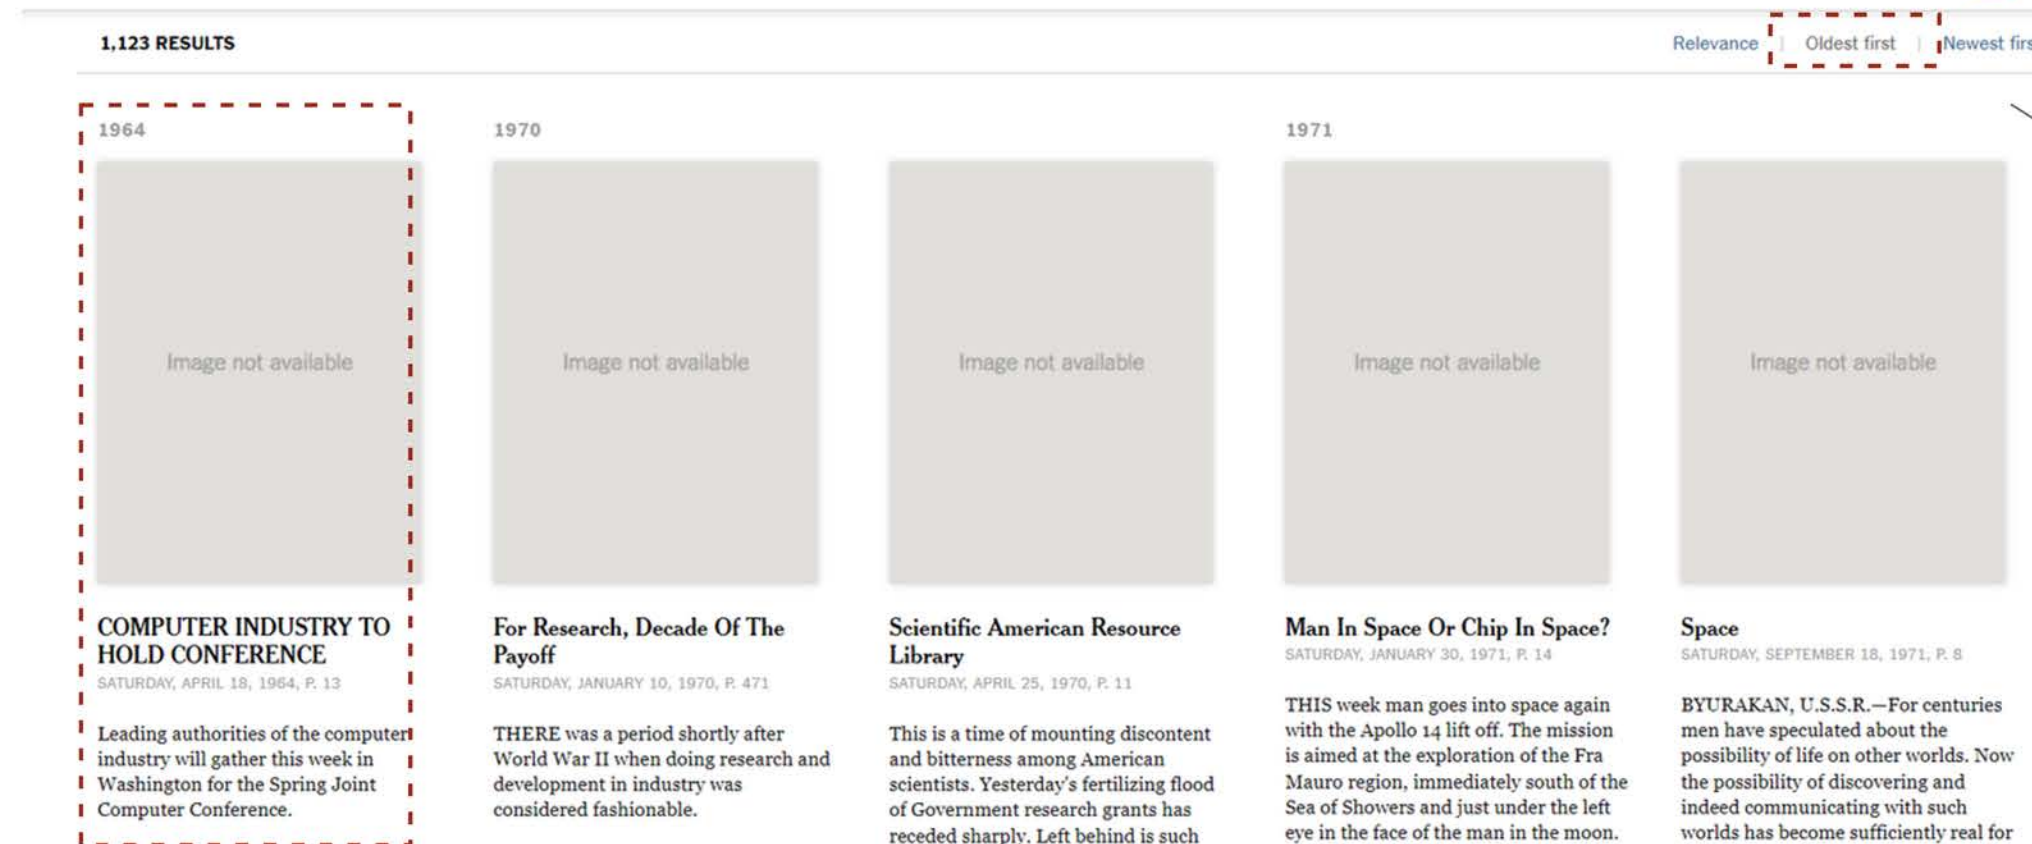 1,123 RESULTS
Relevance | Oldest first | Newest firs
1964
1970
1971
Image not available
Image not available
Image not available
Image not available
Image not available
COMPUTER INDUSTRY TO
HOLD CONFERENCE
SATURDAY, APRIL 18, 1964, P. 13
Leading authorities of the computer
industry will gather this week in
Washington for the Spring Joint
Computer Conference.
For Research, Decade Of The
Payoff
SATURDAY, JANUARY 10, 1970, P. 471
THERE was a period shortly after
World War II when doing research and
development in industry was
considered fashionable.
Scientific American Resource
Library
SATURDAY, APRIL 25, 1970, P. 11
This is a time of mounting discontent
and bitterness among American
scientists. Yesterday's fertilizing flood
of Government research grants has
receded sharply. Left behind is such
Man In Space Or Chip In Space?
SATURDAY, JANUARY 30, 1971, P. 14
THIS week man goes into space again
with the Apollo 14 lift off. The mission
is aimed at the exploration of the Fra
Mauro region, immediately south of the
Sea of Showers and just under the left
eye in the face of the man in the moon.
Space
SATURDAY, SEPTEMBER 18, 1971, P. 8
BYURAKAN, U.S.S.R.—For centuries
men have speculated about the
possibility of life on other worlds. Now
the possibility of discovering and
indeed communicating with such
worlds has become sufficiently real for